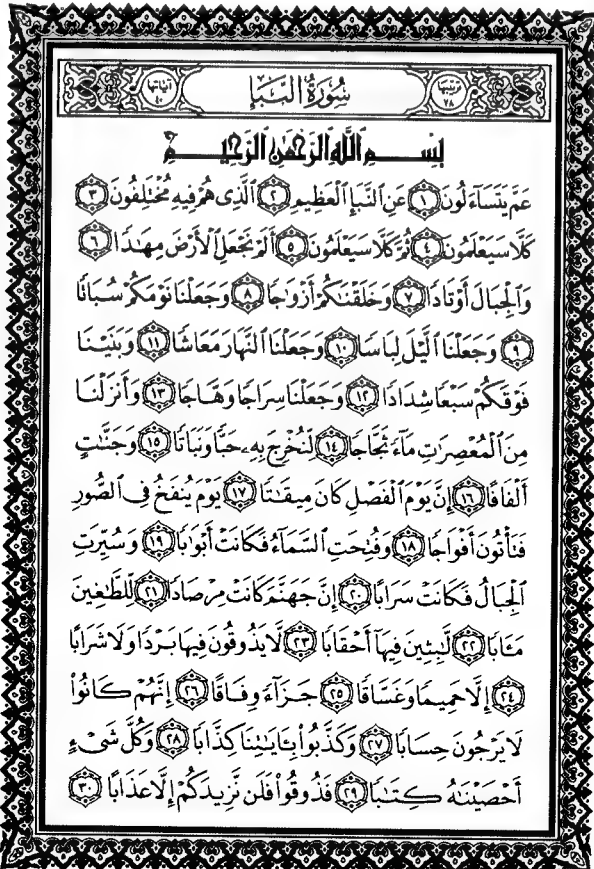 ترتيبها ٧٨ سُورَةُ النَّبَإِ آياتها ٤٠
بِسْمِ ٱللَّهِ ٱلرَّحْمَٰنِ ٱلرَّحِيمِ
عَمَّ يَتَسَآءَلُونَ ١ عَنِ ٱلنَّبَإِ ٱلْعَظِيمِ ٢ ٱلَّذِى هُمْ فِيهِ مُخْتَلِفُونَ ٣
كَلَّا سَيَعْلَمُونَ ٤ ثُمَّ كَلَّا سَيَعْلَمُونَ ٥ أَلَمْ نَجْعَلِ ٱلْأَرْضَ مِهَٰدًا ٦
وَٱلْجِبَالَ أَوْتَادًا ٧ وَخَلَقْنَٰكُمْ أَزْوَٰجًا ٨ وَجَعَلْنَا نَوْمَكُمْ سُبَاتًا
٩ وَجَعَلْنَا ٱلَّيْلَ لِبَاسًا ١٠ وَجَعَلْنَا ٱلنَّهَارَ مَعَاشًا ١١ وَبَنَيْنَا
فَوْقَكُمْ سَبْعًا شِدَادًا ١٢ وَجَعَلْنَا سِرَاجًا وَهَّاجًا ١٣ وَأَنزَلْنَا
مِنَ ٱلْمُعْصِرَٰتِ مَآءً ثَجَّاجًا ١٤ لِّنُخْرِجَ بِهِۦ حَبًّا وَنَبَاتًا ١٥ وَجَنَّٰتٍ
أَلْفَافًا ١٦ إِنَّ يَوْمَ ٱلْفَصْلِ كَانَ مِيقَٰتًا ١٧ يَوْمَ يُنفَخُ فِى ٱلصُّورِ
فَتَأْتُونَ أَفْوَاجًا ١٨ وَفُتِحَتِ ٱلسَّمَآءُ فَكَانَتْ أَبْوَٰبًا ١٩ وَسُيِّرَتِ
ٱلْجِبَالُ فَكَانَتْ سَرَابًا ٢٠ إِنَّ جَهَنَّمَ كَانَتْ مِرْصَادًا ٢١ لِّلطَّٰغِينَ
مَـَٔابًا ٢٢ لَّٰبِثِينَ فِيهَآ أَحْقَابًا ٢٣ لَّا يَذُوقُونَ فِيهَا بَرْدًا وَلَا شَرَابًا
٢٤ إِلَّا حَمِيمًا وَغَسَّاقًا ٢٥ جَزَآءً وِفَاقًا ٢٦ إِنَّهُمْ كَانُوا۟
لَا يَرْجُونَ حِسَابًا ٢٧ وَكَذَّبُوا۟ بِـَٔايَٰتِنَا كِذَّابًا ٢٨ وَكُلَّ شَىْءٍ
أَحْصَيْنَٰهُ كِتَٰبًا ٢٩ فَذُوقُوا۟ فَلَن نَّزِيدَكُمْ إِلَّا عَذَابًا ٣٠